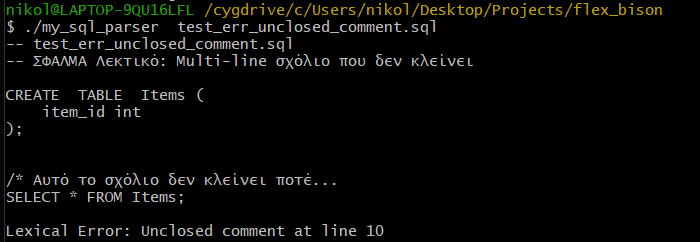 nikol@LAPTOP-9QU16LFL /cygdrive/c/Users/nikol/Desktop/Projects/flex_bison
$ ./my_sql_parser  test_err_unclosed_comment.sql
-- test_err_unclosed_comment.sql
-- ΣΦΑΛΜΑ Λεκτικό: Multi-line σχόλιο που δεν κλείνει
CREATE  TABLE  Items (
    item_id int
);
/* Αυτό το σχόλιο δεν κλείνει ποτέ...
SELECT * FROM Items;
Lexical Error: Unclosed comment at line 10